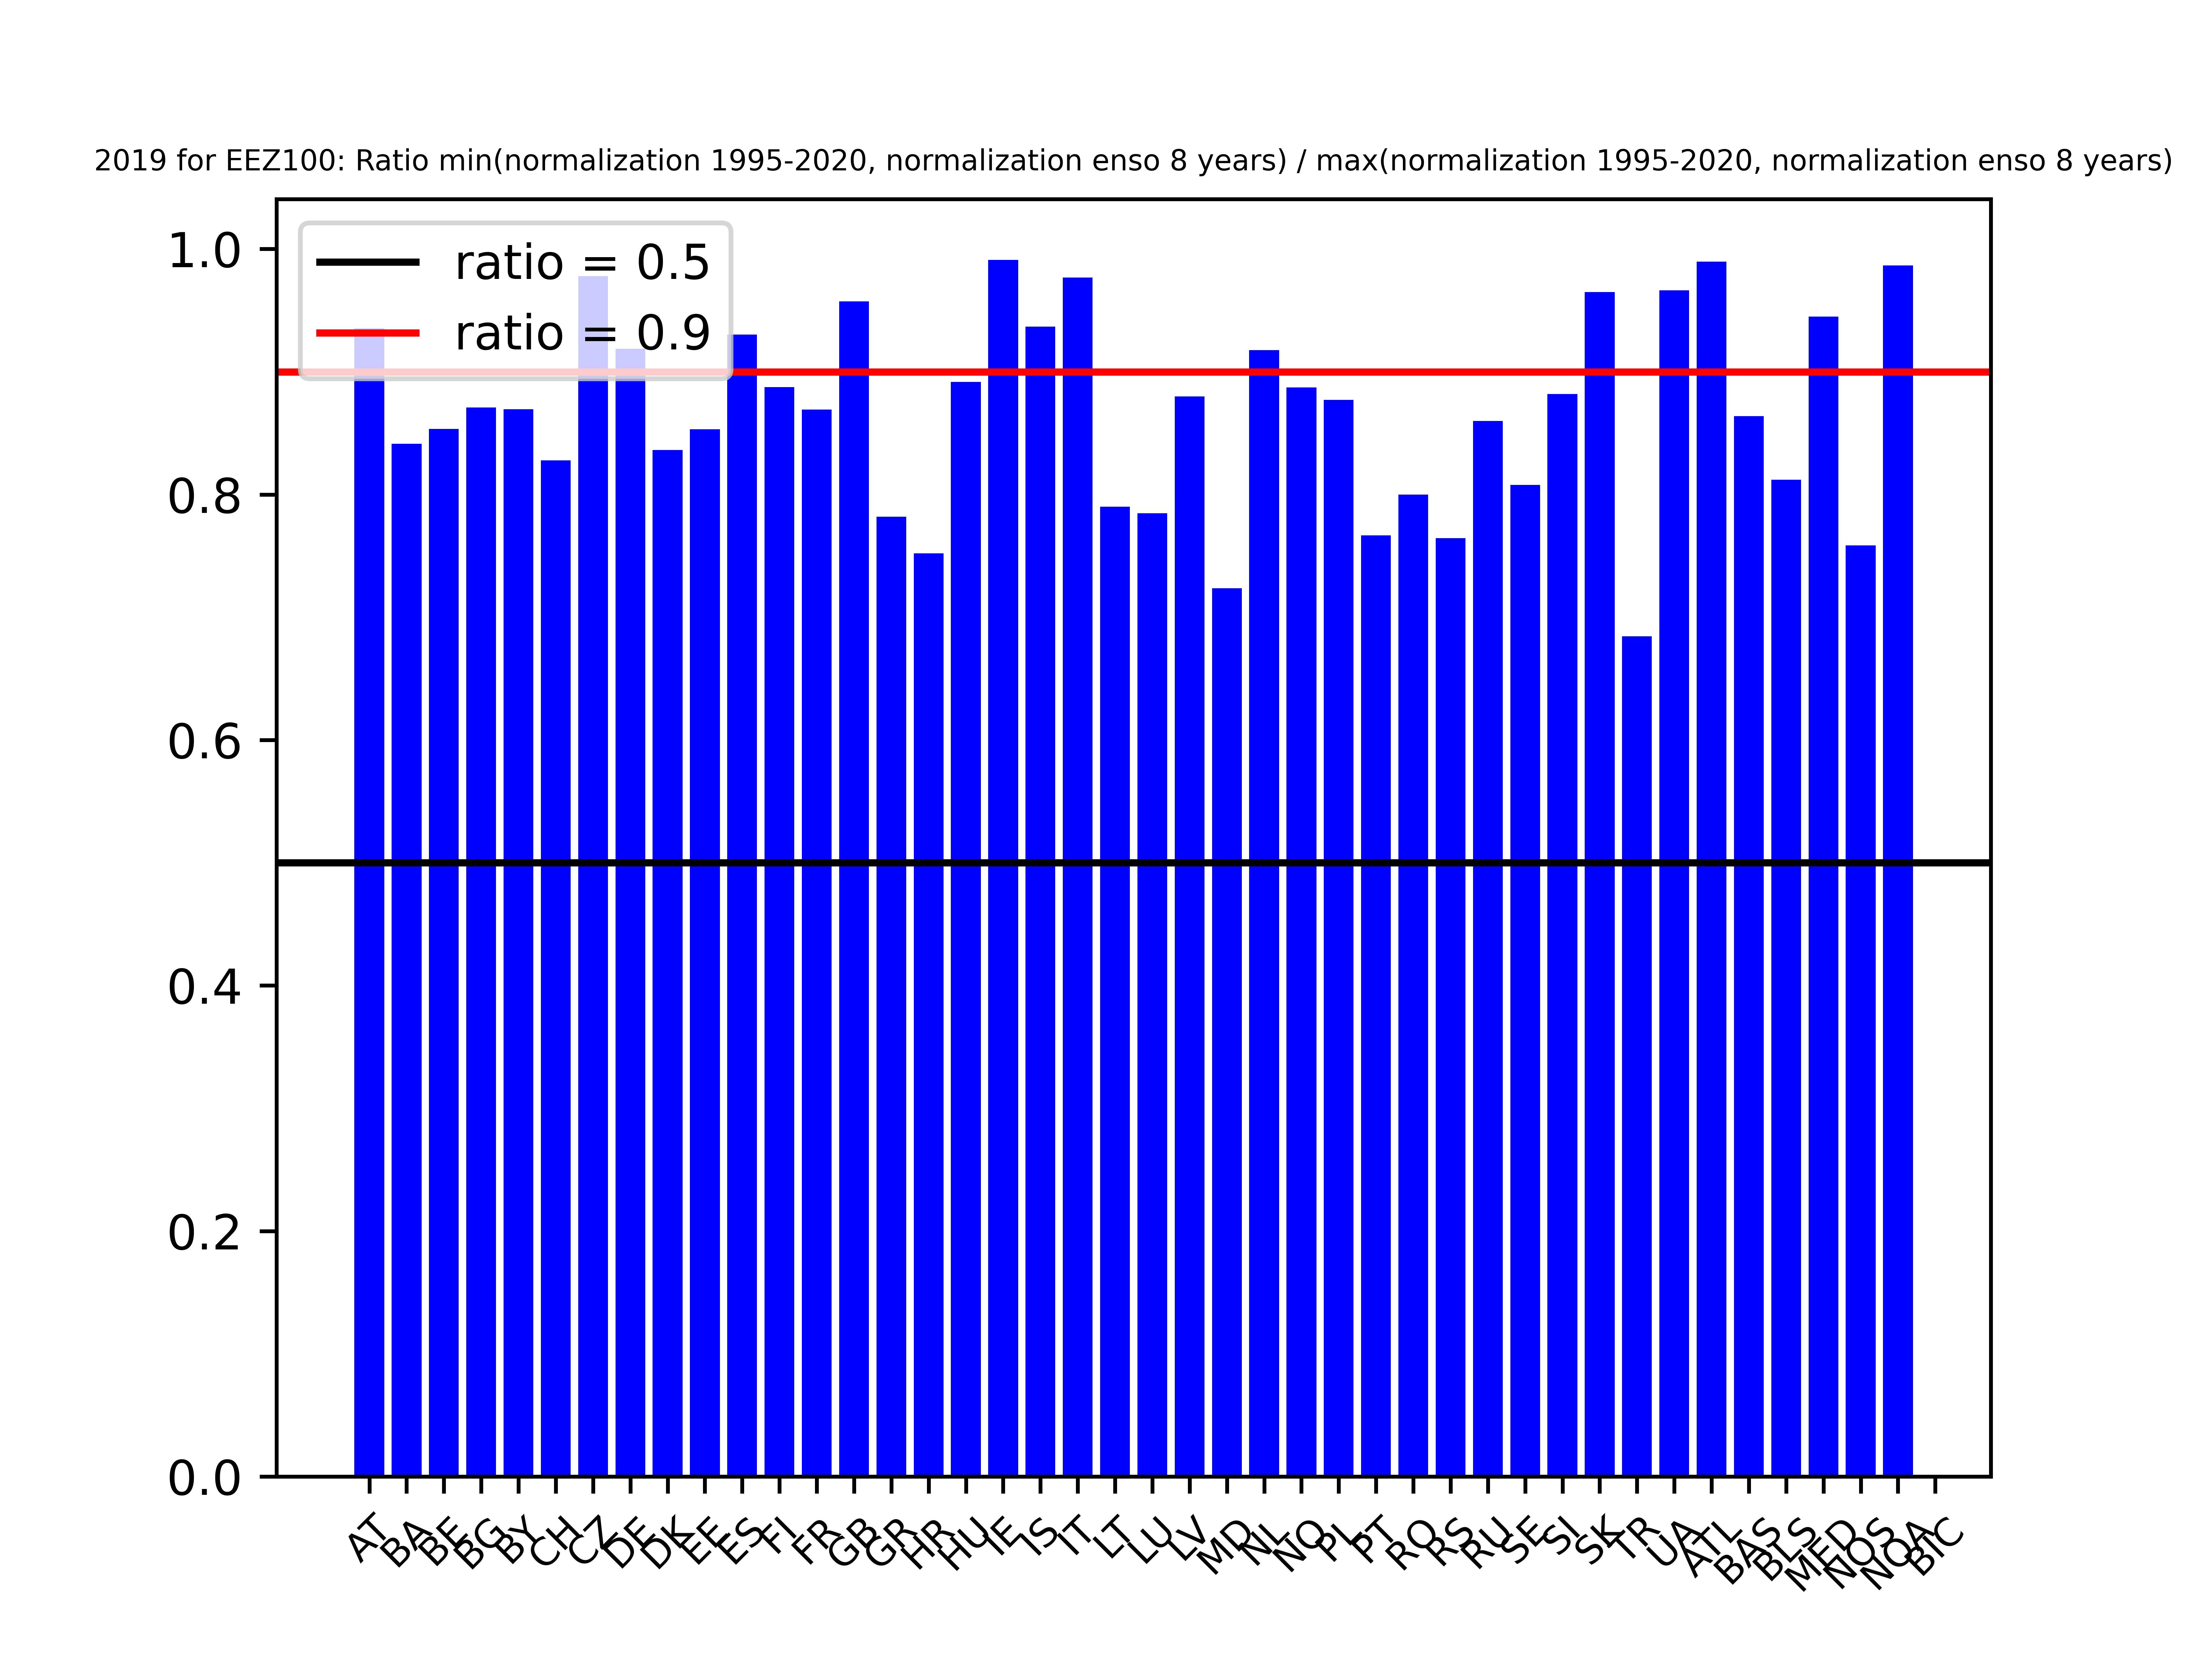 2019 for EEZ100: Ratio min(normalization 1995-2020, normalization enso 8 years) / max(normalization 1995-2020, normalization enso 8 years)
ratio = 0.5
ratio = 0.9
1.0
0.8
0.6
0.4
0.2
0.0
AT BA BE BG BY CH CZ DE DK EE ES FI FR GB GR HR HU IE IS IT LT LU LV MD NL NO PL PT RO RS RU SE SI SK TR UA ATL BAS BLS MED NOS NOA BIC